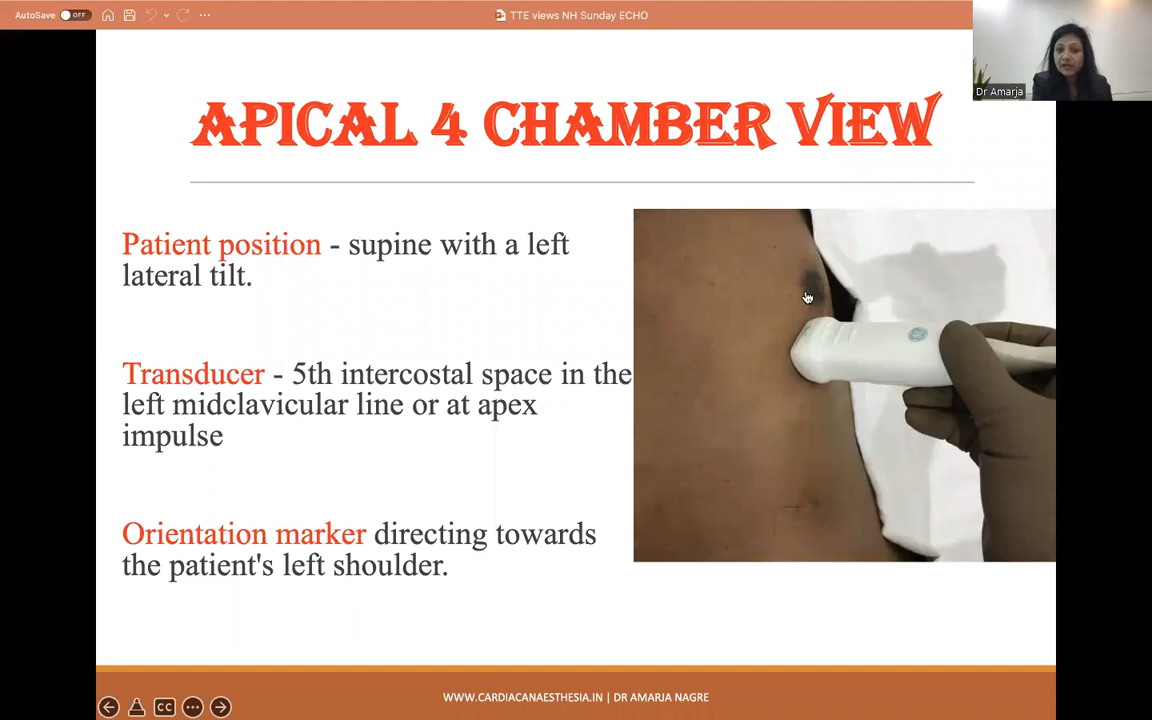 AutoSave OFF
TTE views NH Sunday ECHO
Dr Amarja
APICAL 4 CHAMBER VIEW
Patient position - supine with a left
lateral tilt.
Transducer - 5th intercostal space in the
left midclavicular line or at apex
impulse
Orientation marker directing towards
the patient's left shoulder.
WWW.CARDIACANAESTHESIA.IN | DR AMARJA NAGRE
CC